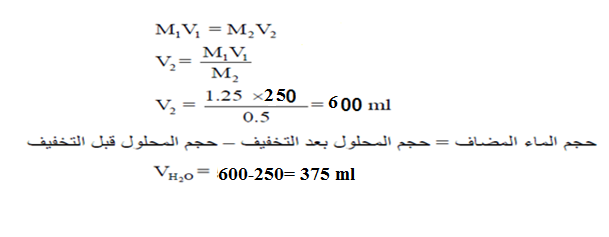 M₁V₁ = M₂V₂
V₂ = M₁V₁ / M₂
V₂ = 1.25 ×250 / 0.5 = 600 ml
حجم الماء المضاف = حجم المحلول بعد التخفيف – حجم المحلول قبل التخفيف
V_H₂O = 600-250= 375 ml